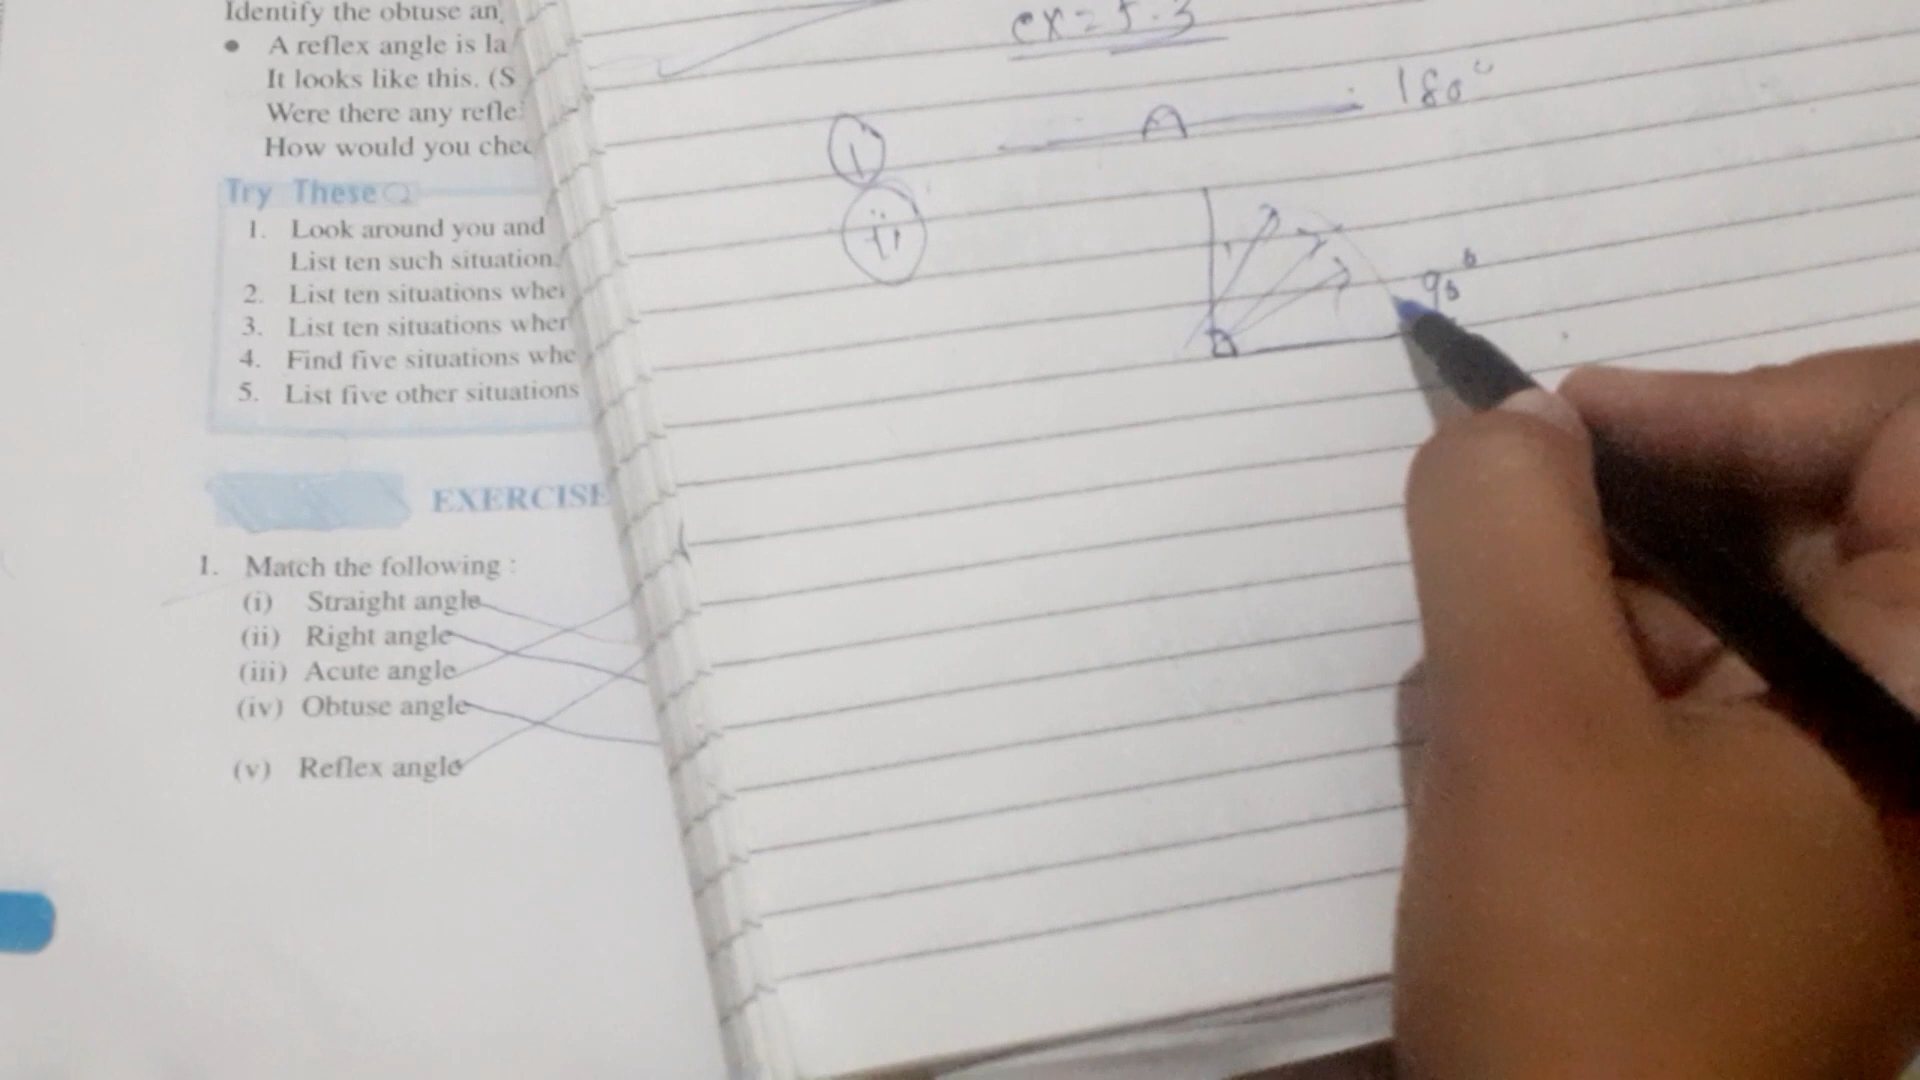 Identify the obtuse an
• A reflex angle is la
It looks like this. (S
Were there any refle
How would you chec
Try These
1. Look around you and
List ten such situation
2. List ten situations whe
3. List ten situations wher
4. Find five situations whe
5. List five other situations
EXERCISE
1. Match the following :
(i) Straight angle
(ii) Right angle
(iii) Acute angle
(iv) Obtuse angle
(v) Reflex angle
ex = 5.3
i
180°
ii
90°